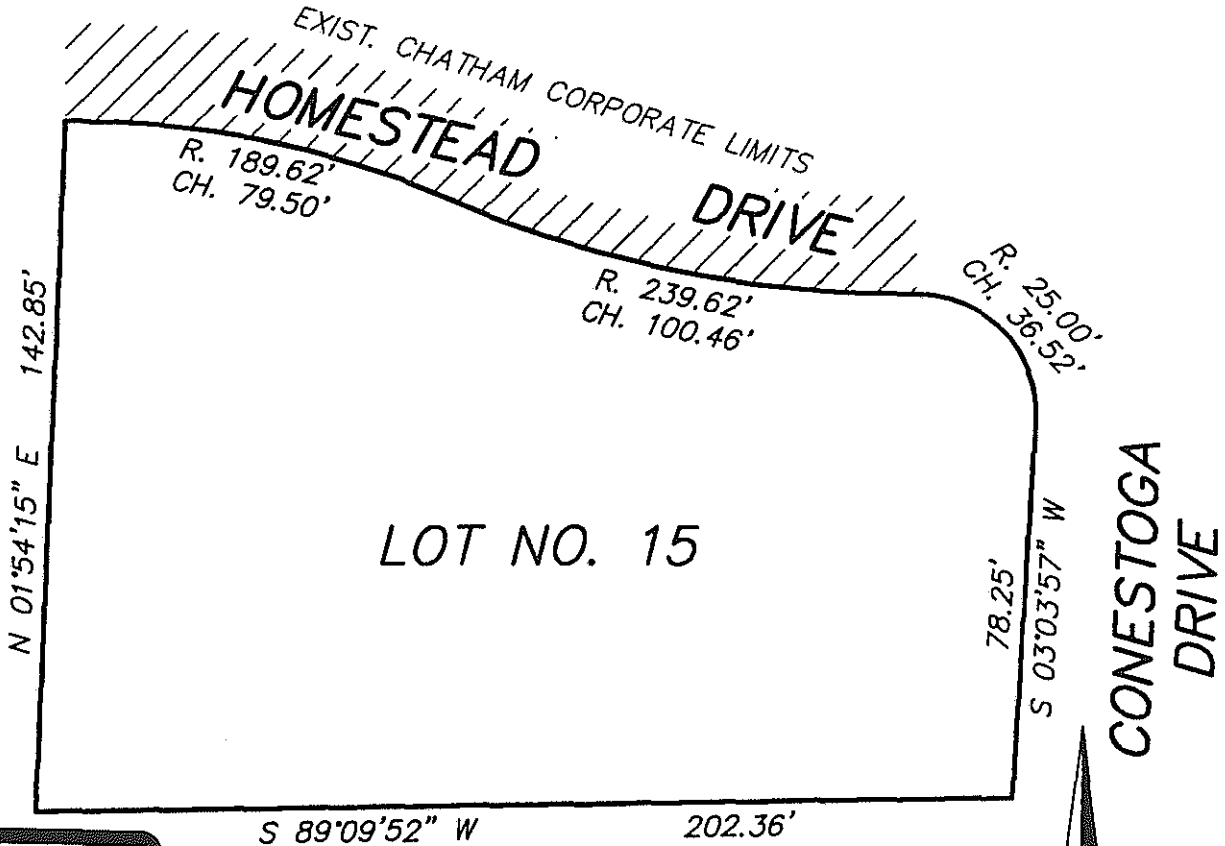 EXIST. CHATHAM CORPORATE LIMITS
HOMESTEAD DRIVE
R. 189.62'
CH. 79.50'
R. 239.62'
CH. 100.46'
R. 25.00'
CH. 36.52'
N 01°54'15" E 142.85'
LOT NO. 15
78.25'
S 03°03'57" W
CONESTOGA
DRIVE
S 89°09'52" W 202.36'